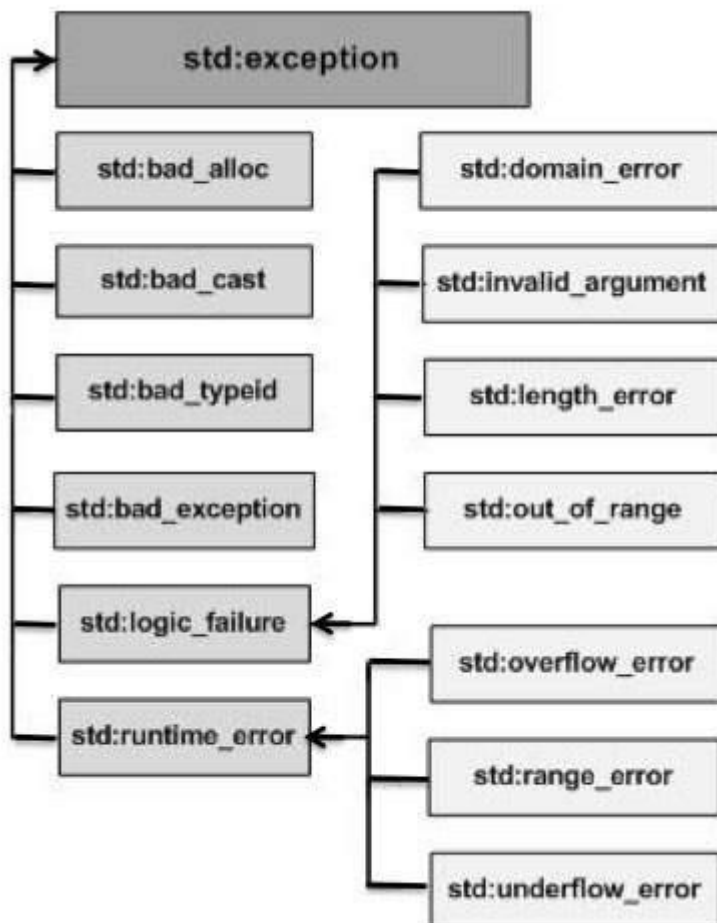 std:exception
std:bad_alloc
std:bad_cast
std:bad_typeid
std:bad_exception
std:logic_failure
std:runtime_error
std:domain_error
std:invalid_argument
std:length_error
std:out_of_range
std:overflow_error
std:range_error
std:underflow_error